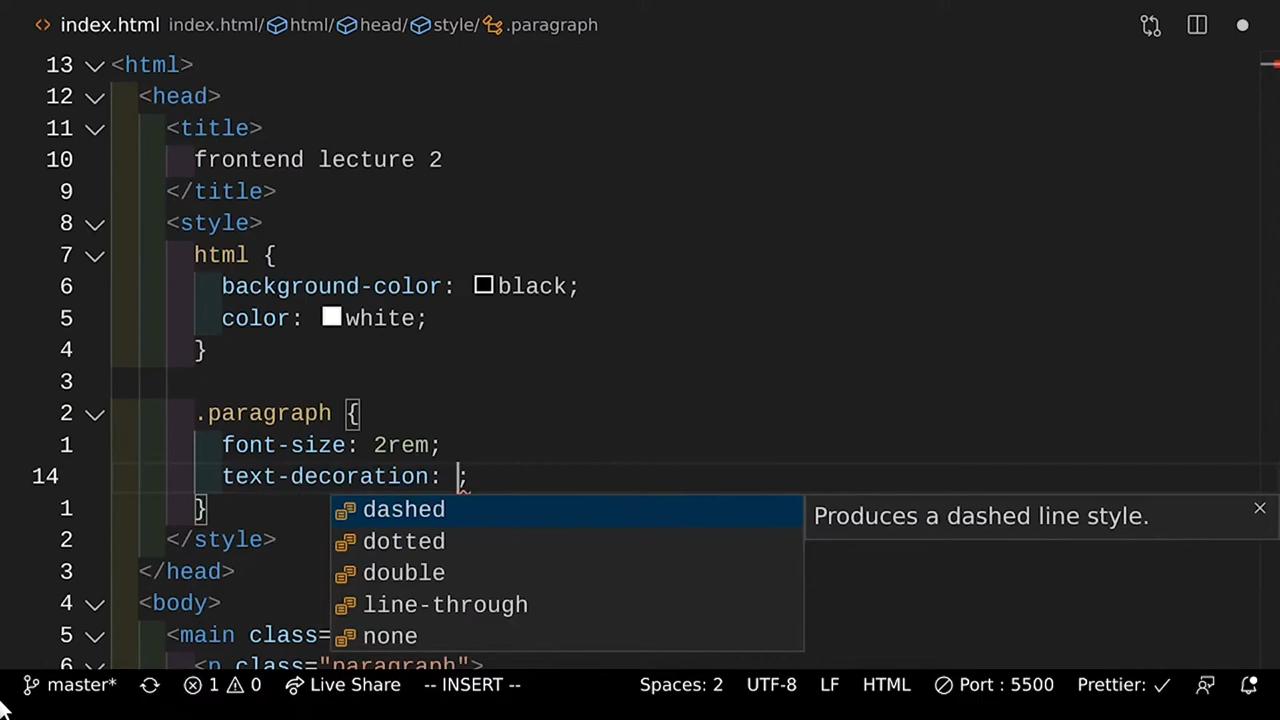 index.html index.html/html/head/style/.paragraph
13 <html>
12 <head>
11 <title>
10 frontend lecture 2
9 </title>
8 <style>
7 html {
6 background-color: black;
5 color: white;
4 }
3
2 .paragraph {
1 font-size: 2rem;
14 text-decoration: ;
1 }
dashed Produces a dashed line style.
2 </style>
dotted
3 </head>
double
4 <body>
line-through
5 <main class=
none
6 <p class="paragraph">
master* 1 0 Live Share -- INSERT -- Spaces: 2 UTF-8 LF HTML Port : 5500 Prettier: ✓